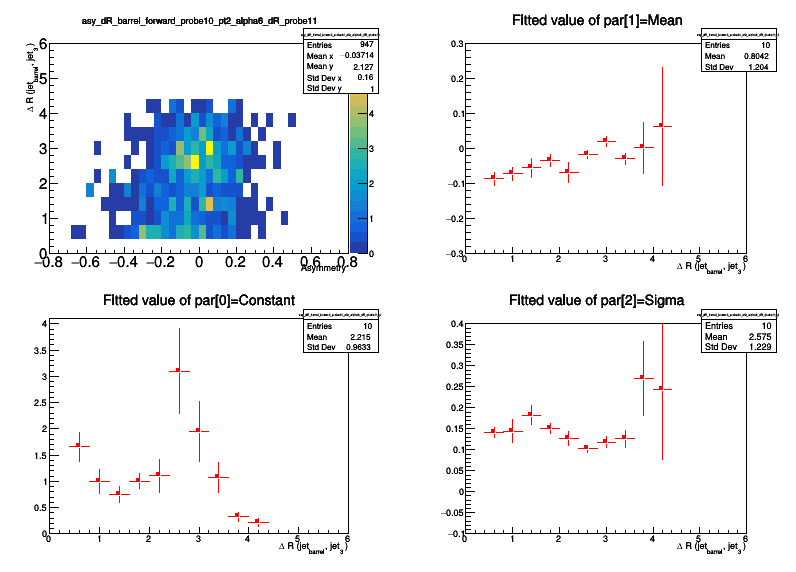 asy_dR_barrel_forward_probe10_pt2_alpha6_dR_probe11
Entries 947
Mean x −0.03714
Mean y 2.127
Std Dev x 0.16
Std Dev y 1
Δ R (jet_barrel, jet_3)
6
5
4
3
2
1
0
−0.8 −0.6 −0.4 −0.2 0 0.2 0.4 0.6 0.8
Asymmetry
4
3
2
1
0
Fitted value of par[1]=Mean
Entries 10
Mean 0.8042
Std Dev 1.204
0.3
0.2
0.1
0
−0.1
−0.2
−0.3
0 1 2 3 4 5 6
Δ R (jet_barrel, jet_3)
Fitted value of par[0]=Constant
Entries 10
Mean 2.215
Std Dev 0.9633
4
3.5
3
2.5
2
1.5
1
0.5
0
0 1 2 3 4 5 6
Δ R (jet_barrel, jet_3)
Fitted value of par[2]=Sigma
Entries 10
Mean 2.575
Std Dev 1.229
0.4
0.35
0.3
0.25
0.2
0.15
0.1
0.05
0
−0.05
−0.1
0 1 2 3 4 5 6
Δ R (jet_barrel, jet_3)